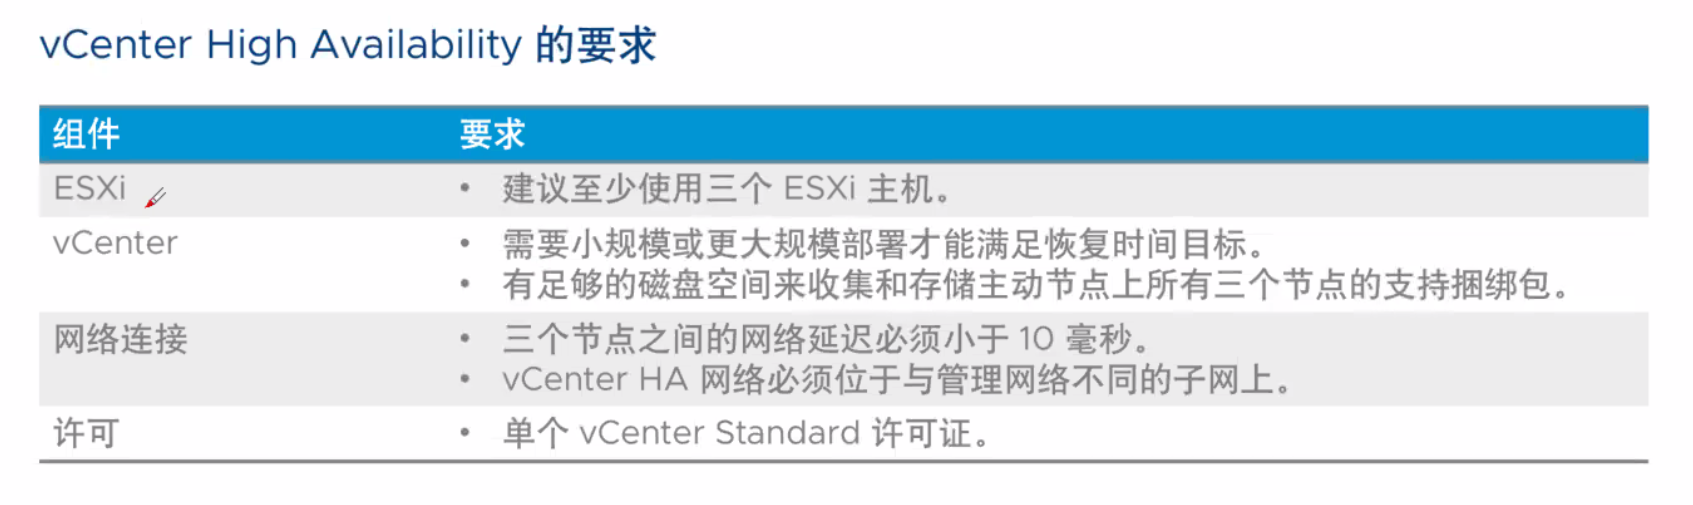 vCenter High Availability 的要求
组件 要求
ESXi • 建议至少使用三个 ESXi 主机。
vCenter • 需要小规模或更大规模部署才能满足恢复时间目标。
• 有足够的磁盘空间来收集和存储主动节点上所有三个节点的支持捆绑包。
网络连接 • 三个节点之间的网络延迟必须小于 10 毫秒。
• vCenter HA 网络必须位于与管理网络不同的子网上。
许可 • 单个 vCenter Standard 许可证。